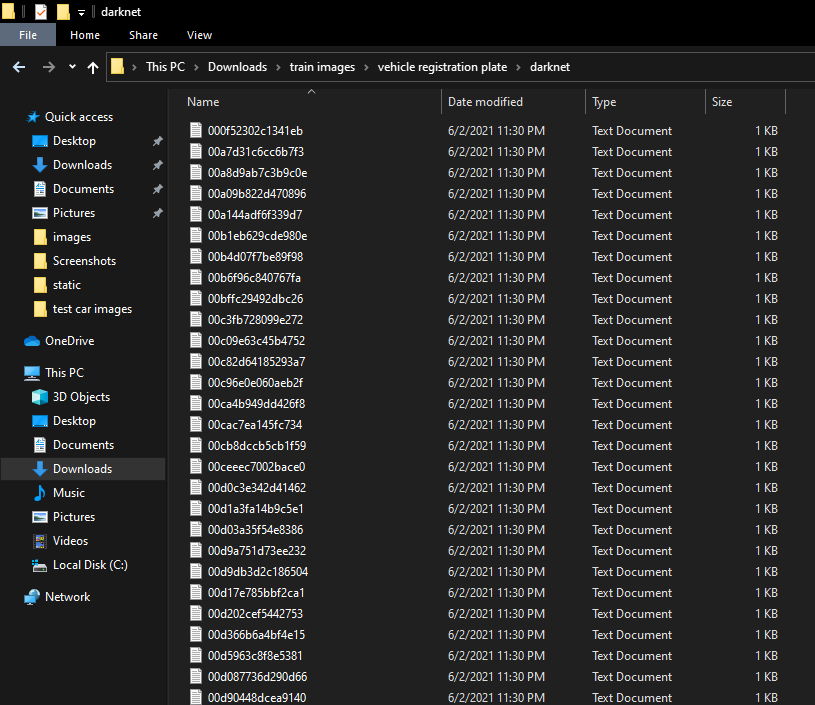 darknet
File Home Share View
This PC Downloads train images vehicle registration plate darknet
Name Date modified Type Size
Quick access
Desktop
Downloads
Documents
Pictures
images
Screenshots
static
test car images
OneDrive
This PC
3D Objects
Desktop
Documents
Downloads
Music
Pictures
Videos
Local Disk (C:)
Network
000f52302c1341eb 6/2/2021 11:30 PM Text Document 1 KB
00a7d31c6cc6b7f3 6/2/2021 11:30 PM Text Document 1 KB
00a8d9ab7c3b9c0e 6/2/2021 11:30 PM Text Document 1 KB
00a09b822d470896 6/2/2021 11:30 PM Text Document 1 KB
00a144adf6f339d7 6/2/2021 11:30 PM Text Document 1 KB
00b1eb629cde980e 6/2/2021 11:30 PM Text Document 1 KB
00b4d07f7be89f98 6/2/2021 11:30 PM Text Document 1 KB
00b6f96c840767fa 6/2/2021 11:30 PM Text Document 1 KB
00bffc29492dbc26 6/2/2021 11:30 PM Text Document 1 KB
00c3fb728099e272 6/2/2021 11:30 PM Text Document 1 KB
00c09e63c45b4752 6/2/2021 11:30 PM Text Document 1 KB
00c82d64185293a7 6/2/2021 11:30 PM Text Document 1 KB
00c96e0e060aeb2f 6/2/2021 11:30 PM Text Document 1 KB
00ca4b949dd426f8 6/2/2021 11:30 PM Text Document 1 KB
00cac7ea145fc734 6/2/2021 11:30 PM Text Document 1 KB
00cb8dccb5cb1f59 6/2/2021 11:30 PM Text Document 1 KB
00ceeec7002bace0 6/2/2021 11:30 PM Text Document 1 KB
00d0c3e342d41462 6/2/2021 11:30 PM Text Document 1 KB
00d1a3fa14b9c5e1 6/2/2021 11:30 PM Text Document 1 KB
00d03a35f54e8386 6/2/2021 11:30 PM Text Document 1 KB
00d9a751d73ee232 6/2/2021 11:30 PM Text Document 1 KB
00d9db3d2c186504 6/2/2021 11:30 PM Text Document 1 KB
00d17e785bbf2ca1 6/2/2021 11:30 PM Text Document 1 KB
00d202cef5442753 6/2/2021 11:30 PM Text Document 1 KB
00d366b6a4bf4e15 6/2/2021 11:30 PM Text Document 1 KB
00d5963c8f8e5381 6/2/2021 11:30 PM Text Document 1 KB
00d087736d290d66 6/2/2021 11:30 PM Text Document 1 KB
00d90448dcea9140 6/2/2021 11:30 PM Text Document 1 KB